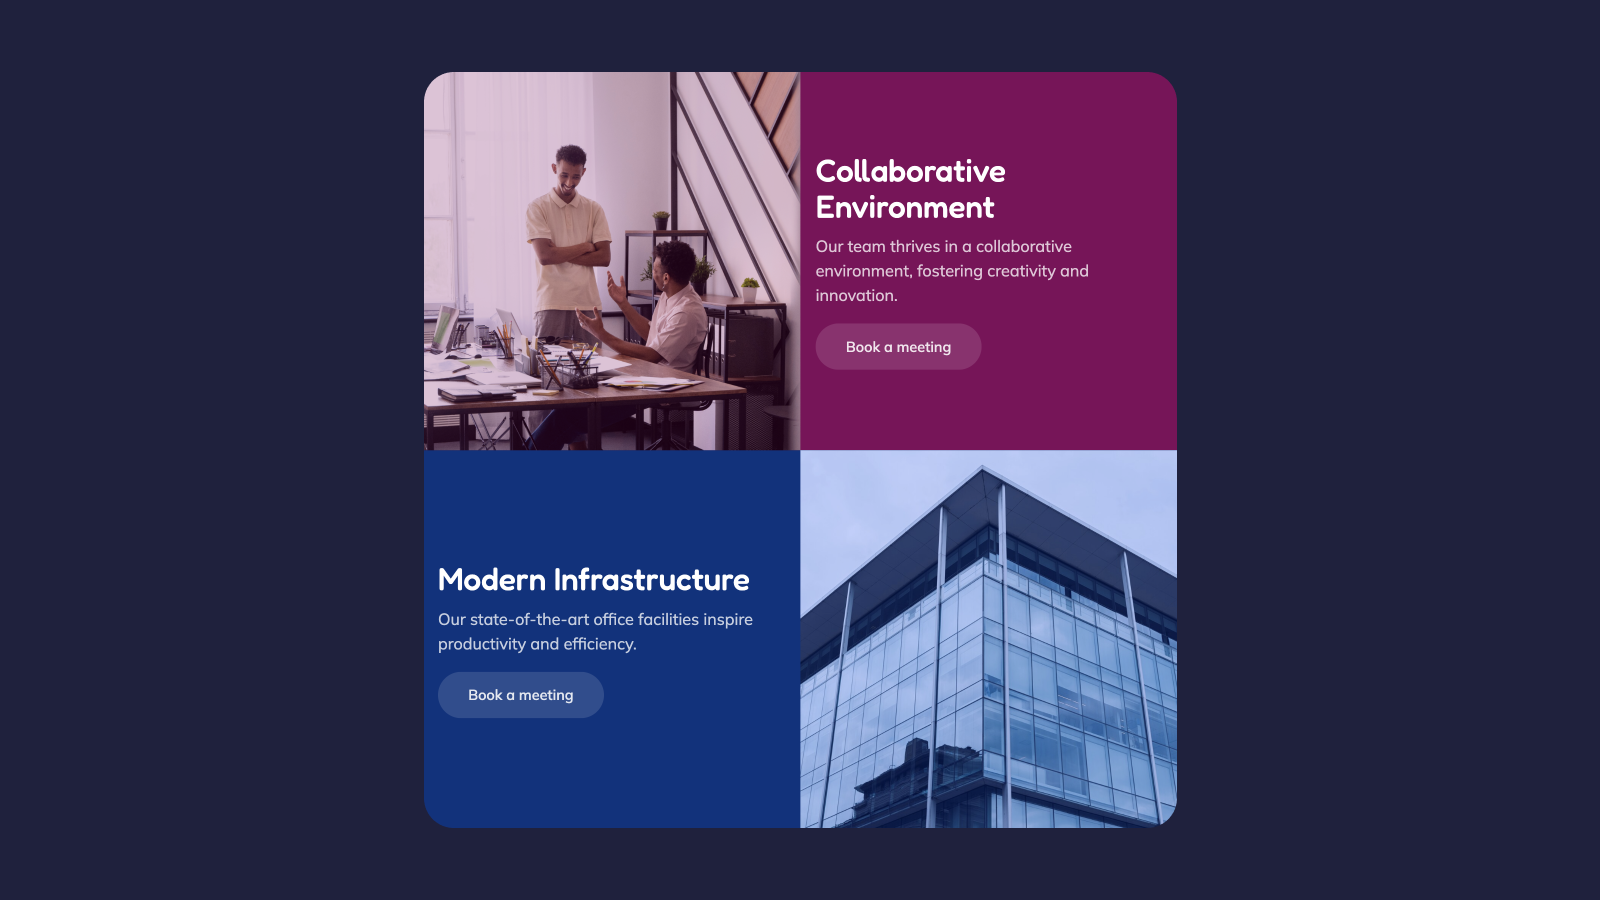 Collaborative
Environment
Our team thrives in a collaborative
environment, fostering creativity and
innovation.
Book a meeting
Modern Infrastructure
Our state-of-the-art office facilities inspire
productivity and efficiency.
Book a meeting